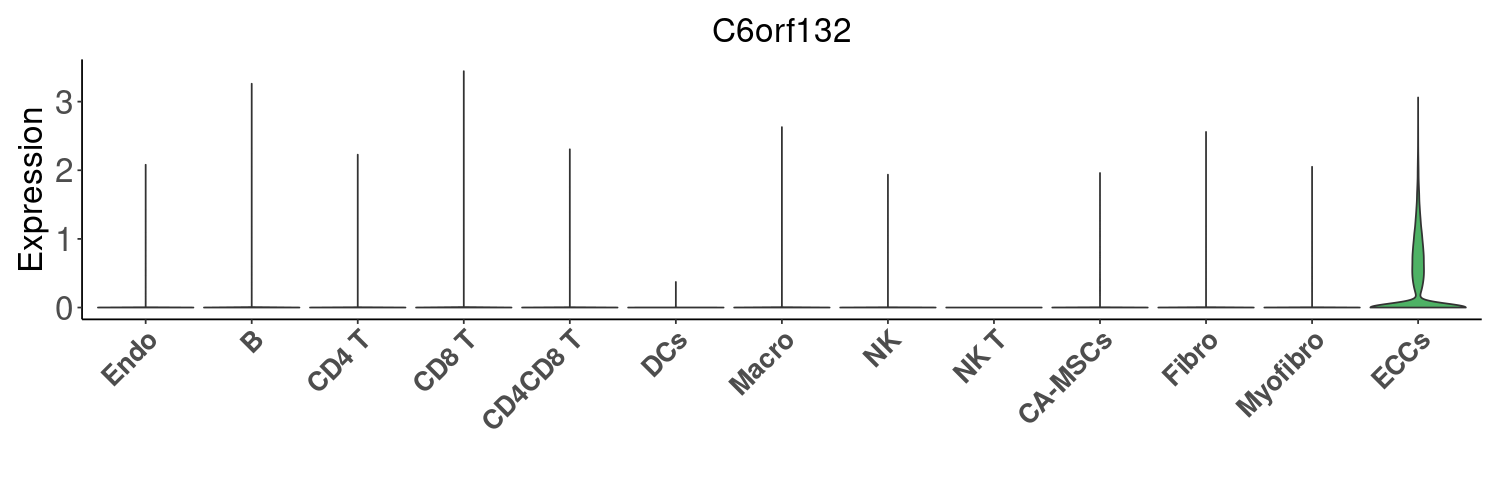 C6orf132
Expression
3
2
1
0
Endo
B
CD4 T
CD8 T
CD4CD8 T
DCs
Macro
NK
NK T
CA-MSCs
Fibro
Myofibro
ECCs